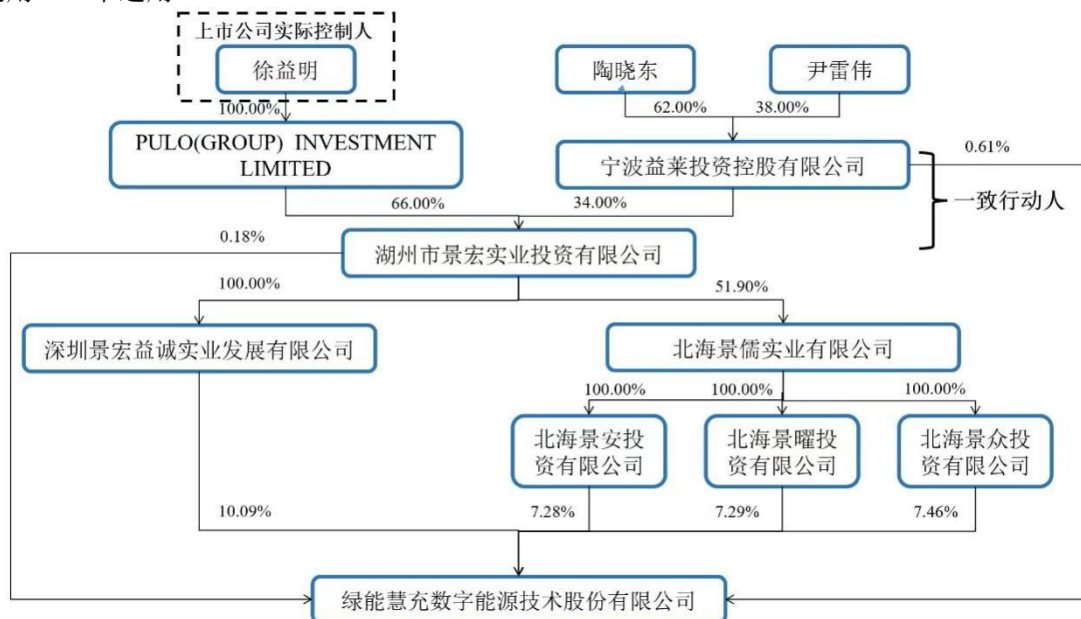 上市公司实际控制人
徐益明
陶晓东
尹雷伟
100.00%
62.00%
38.00%
PULO(GROUP) INVESTMENT
LIMITED
宁波益莱投资控股有限公司
0.61%
一致行动人
66.00%
34.00%
0.18%
湖州市景宏实业投资有限公司
100.00%
51.90%
深圳景宏益诚实业发展有限公司
北海景儒实业有限公司
100.00%
100.00%
100.00%
北海景安投
资有限公司
北海景曜投
资有限公司
北海景众投
资有限公司
10.09%
7.28%
7.29%
7.46%
绿能慧充数字能源技术股份有限公司